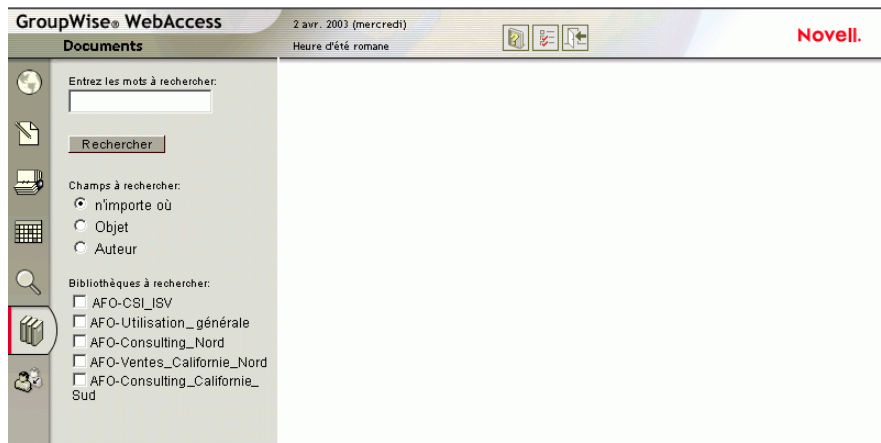 GroupWise® WebAccess
Documents
2 avr. 2003 (mercredi)
Heure d'été romane
Novell.
Entrez les mots à rechercher:
Rechercher
Champs à rechercher:
n'importe où
Objet
Auteur
Bibliothèques à rechercher:
AFO-CSI_ISV
AFO-Utilisation_générale
AFO-Consulting_Nord
AFO-Ventes_Californie_Nord
AFO-Consulting_Californie_
Sud